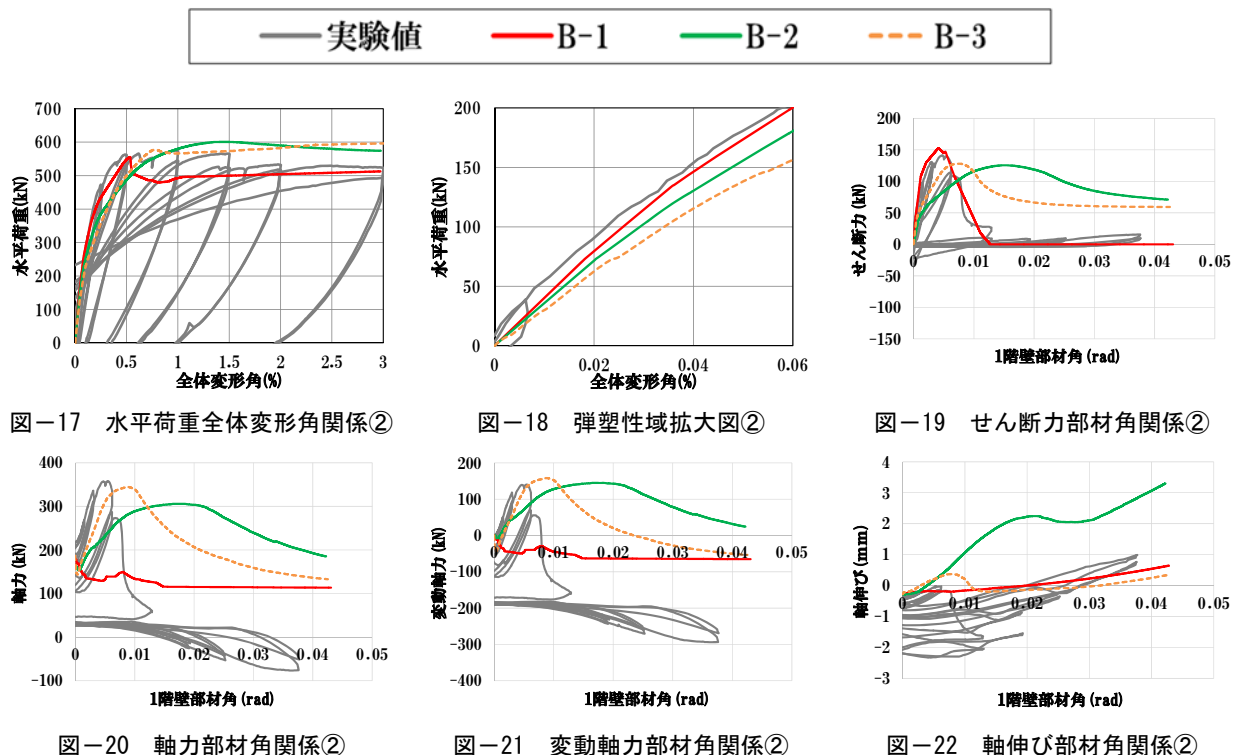 実験値 B-1 B-2 B-3
水平荷重(kN)
700
600
500
400
300
200
100
0
0 0.5 1 1.5 2 2.5 3
全体変形角(%)
図－17 水平荷重全体変形角関係②
水平荷重(kN)
200
150
100
50
0
0 0.02 0.04 0.06
全体変形角(%)
図－18 弾塑性域拡大図②
せん断力(kN)
200
150
100
50
0
-50
-100
-150
0 0.01 0.02 0.03 0.04 0.05
1階壁部材角(rad)
図－19 せん断力部材角関係②
軸力(kN)
400
300
200
100
0
-100
0 0.01 0.02 0.03 0.04 0.05
1階壁部材角(rad)
図－20 軸力部材角関係②
変動軸力(kN)
200
100
0
-100
-200
-300
-400
0 0.01 0.02 0.03 0.04 0.05
1階壁部材角(rad)
図－21 変動軸力部材角関係②
軸伸び(mm)
4
3
2
1
0
-1
-2
-3
0 0.01 0.02 0.03 0.04 0.05
1階壁部材角(rad)
図－22 軸伸び部材角関係②